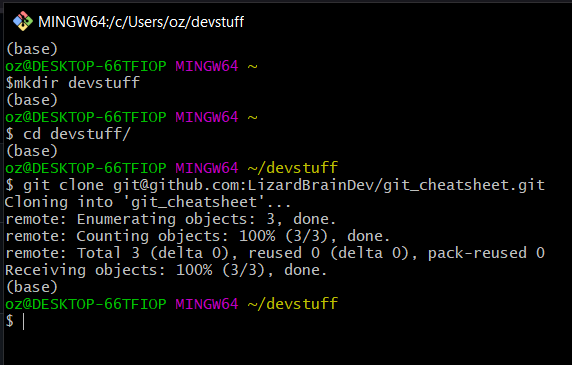 MINGW64:/c/Users/oz/devstuff
(base)
oz@DESKTOP-66TFIOP MINGW64 ~
$mkdir devstuff
(base)
oz@DESKTOP-66TFIOP MINGW64 ~
$ cd devstuff/
(base)
oz@DESKTOP-66TFIOP MINGW64 ~/devstuff
$ git clone git@github.com:LizardBrainDev/git_cheatsheet.git
Cloning into 'git_cheatsheet'...
remote: Enumerating objects: 3, done.
remote: Counting objects: 100% (3/3), done.
remote: Total 3 (delta 0), reused 0 (delta 0), pack-reused 0
Receiving objects: 100% (3/3), done.
(base)
oz@DESKTOP-66TFIOP MINGW64 ~/devstuff
$